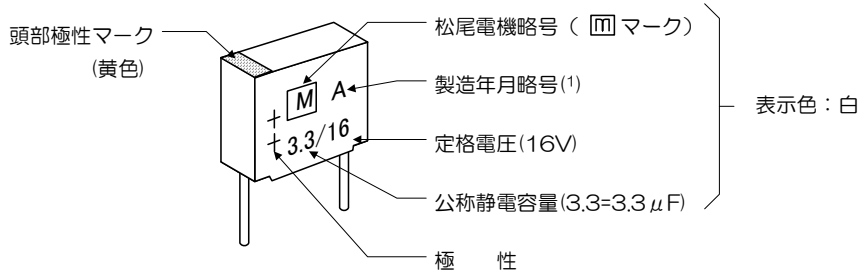 頭部極性マーク
(黄色)
松尾電機略号( m マーク)
製造年月略号(1)
定格電圧(16V)
公称静電容量(3.3=3.3μF)
極 性
表示色:白
M A
+
+ 3.3/16